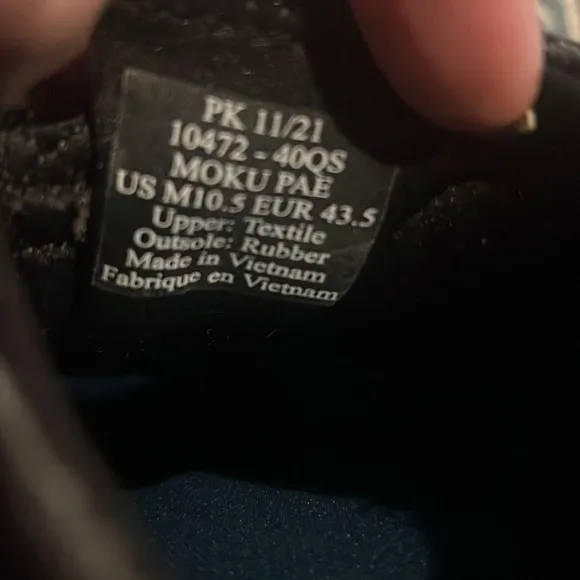 PK 11/21
10472 - 40QS
MOKU PAE
US M10.5 EUR 43.5
Upper: Textile
Outsole: Rubber
Made in Vietnam
Fabrique en Vietnam